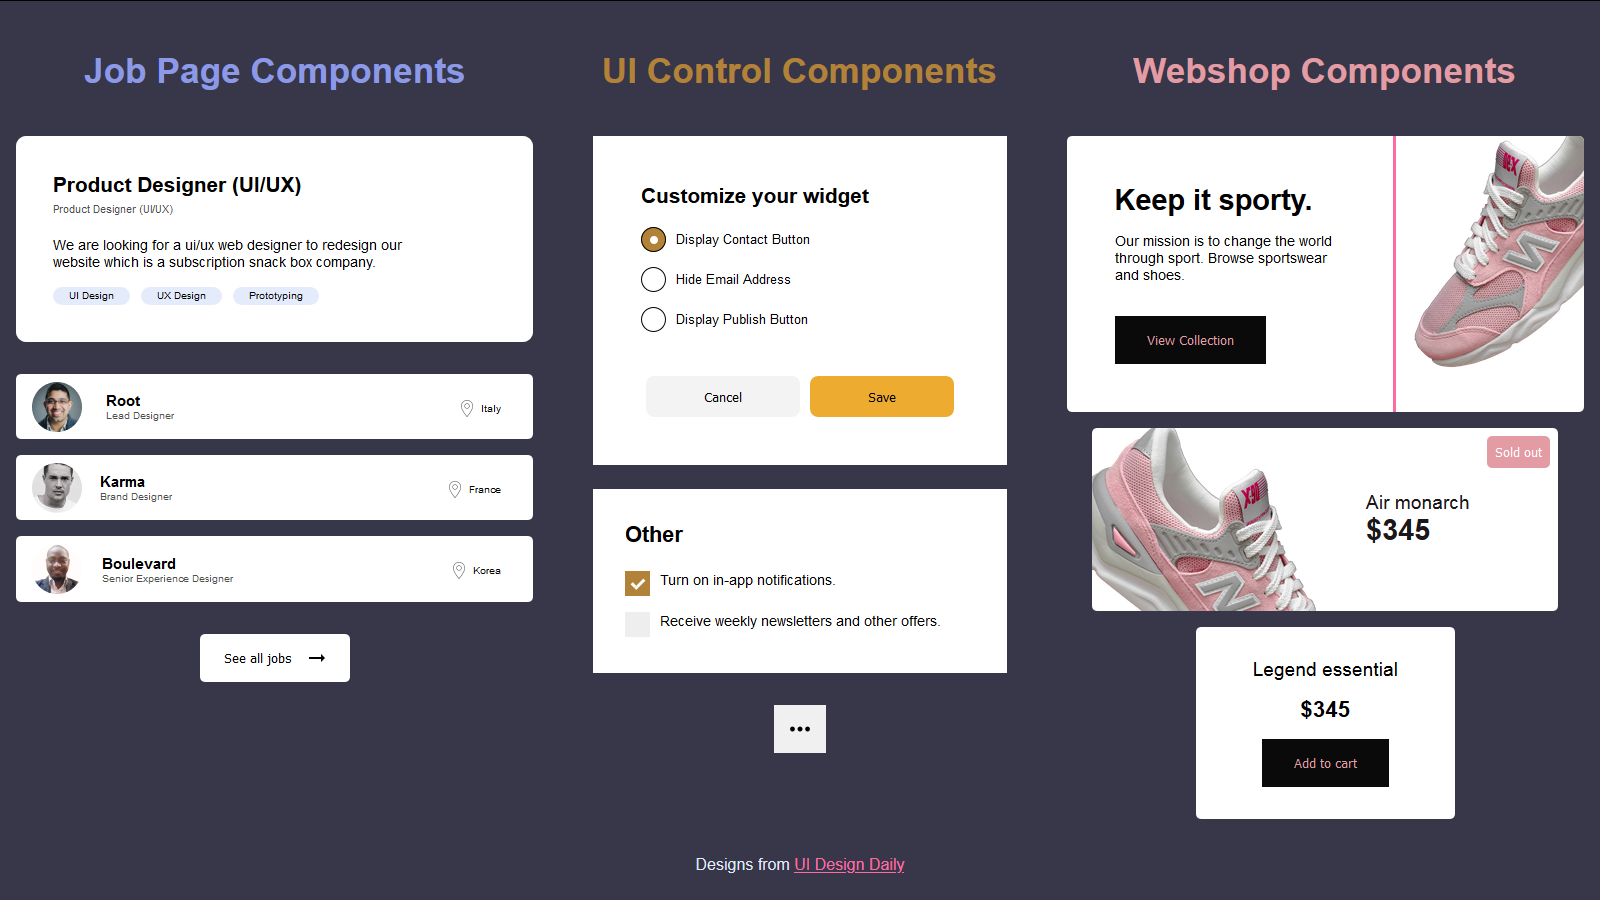 Job Page Components
Product Designer (UI/UX)
Product Designer (UI/UX)
We are looking for a ui/ux web designer to redesign our
website which is a subscription snack box company.
UI Design
UX Design
Prototyping
Root
Lead Designer
Italy
Karma
Brand Designer
France
Boulevard
Senior Experience Designer
Korea
See all jobs
UI Control Components
Customize your widget
Display Contact Button
Hide Email Address
Display Publish Button
Cancel
Save
Other
Turn on in-app notifications.
Receive weekly newsletters and other offers.
Webshop Components
Keep it sporty.
Our mission is to change the world
through sport. Browse sportswear
and shoes.
View Collection
N
Sold out
Air monarch
$345
Legend essential
$345
Add to cart
Designs from UI Design Daily